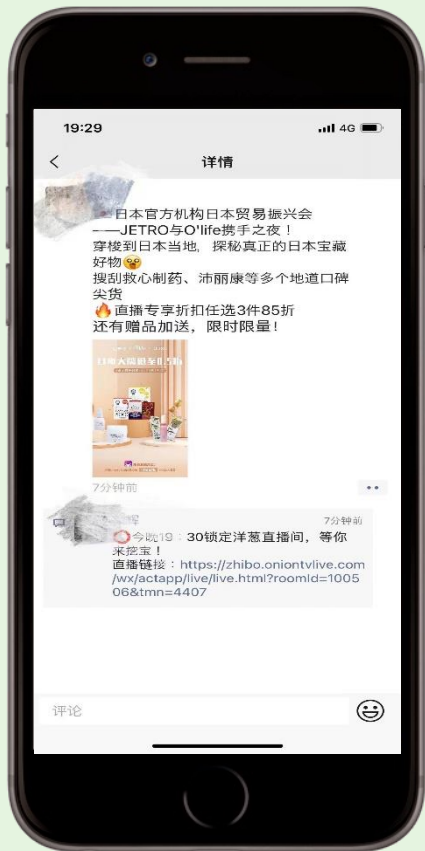 19:29
4G
详情
日本官方机构日本贸易振兴会
——JETRO与O'life携手之夜！
穿梭到日本当地，探秘真正的日本宝藏
好物
搜刮救心制药、沛丽康等多个地道口碑
尖货
直播专享折扣任选3件85折
还有赠品加送，限时限量！
7分钟前
7分钟前
今晚19：30锁定洋葱直播间，等你
来挖宝！
直播链接：https://zhibo.oniontvlive.com
/wx/actapp/live/live.html?roomId=1005
06&tmn=4407
评论